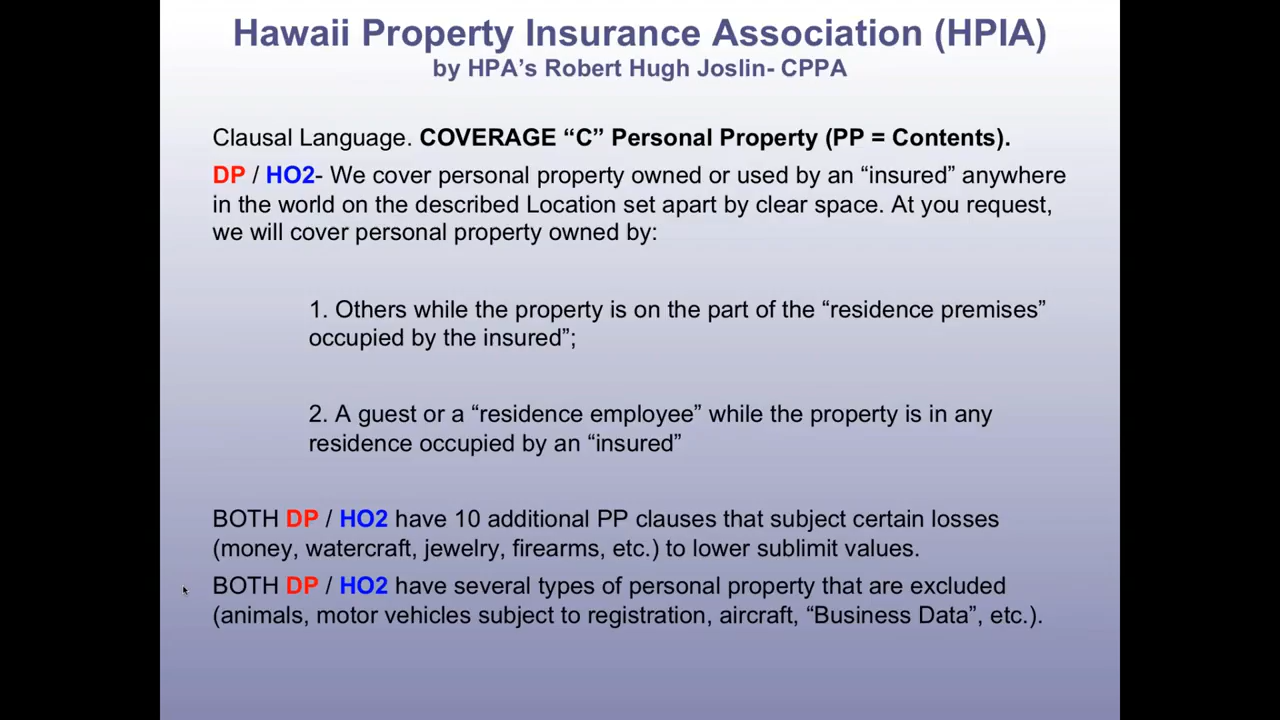 Hawaii Property Insurance Association (HPIA)
by HPA’s Robert Hugh Joslin- CPPA
Clausal Language. COVERAGE “C” Personal Property (PP = Contents).
DP / HO2- We cover personal property owned or used by an “insured” anywhere
in the world on the described Location set apart by clear space. At you request,
we will cover personal property owned by:
1. Others while the property is on the part of the “residence premises”
occupied by the insured”;
2. A guest or a “residence employee” while the property is in any
residence occupied by an “insured”
BOTH DP / HO2 have 10 additional PP clauses that subject certain losses
(money, watercraft, jewelry, firearms, etc.) to lower sublimit values.
BOTH DP / HO2 have several types of personal property that are excluded
(animals, motor vehicles subject to registration, aircraft, “Business Data”, etc.).